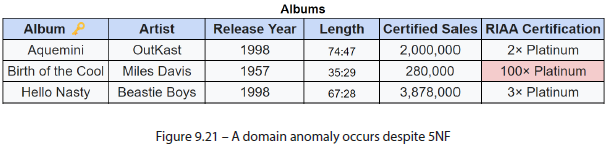 Albums
Album Artist Release Year Length Certified Sales RIAA Certification
Aquemini OutKast 1998 74:47 2,000,000 2× Platinum
Birth of the Cool Miles Davis 1957 35:29 280,000 100× Platinum
Hello Nasty Beastie Boys 1998 67:28 3,878,000 3× Platinum
Figure 9.21 – A domain anomaly occurs despite 5NF